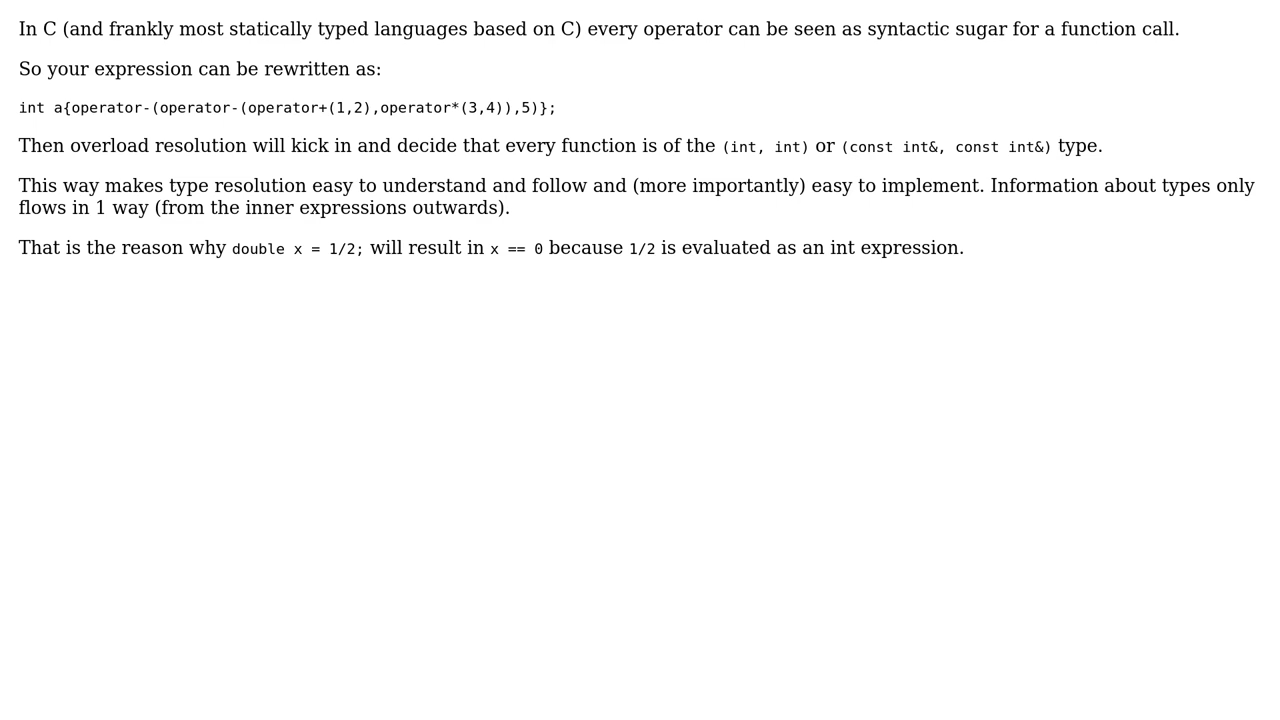 In C (and frankly most statically typed languages based on C) every operator can be seen as syntactic sugar for a function call.
So your expression can be rewritten as:
int a{operator-(operator-(operator+(1,2),operator*(3,4)),5)};
Then overload resolution will kick in and decide that every function is of the (int, int) or (const int&, const int&) type.
This way makes type resolution easy to understand and follow and (more importantly) easy to implement. Information about types only
flows in 1 way (from the inner expressions outwards).
That is the reason why double x = 1/2; will result in x == 0 because 1/2 is evaluated as an int expression.